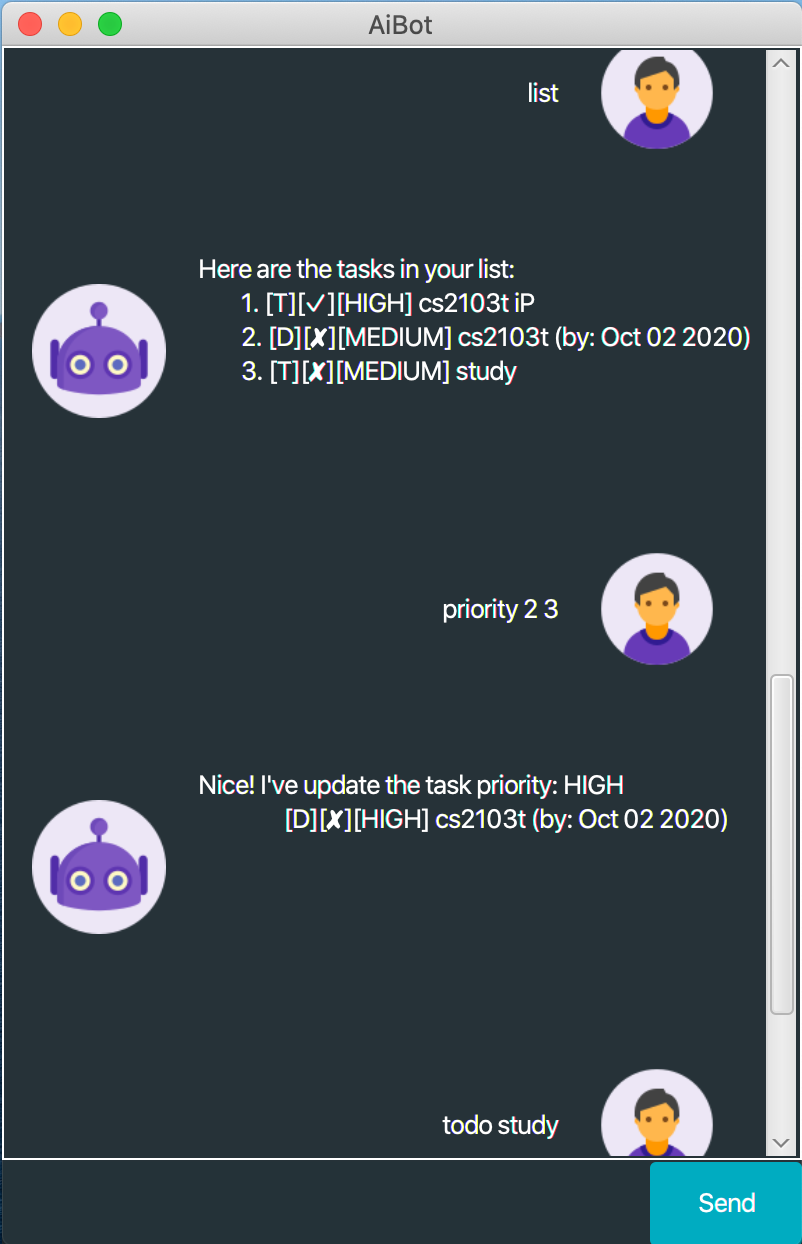 AiBot
list
Here are the tasks in your list:
1. [T][✓][HIGH] cs2103t iP
2. [D][✘][MEDIUM] cs2103t (by: Oct 02 2020)
3. [T][✘][MEDIUM] study
priority 2 3
Nice! I've update the task priority: HIGH
[D][✘][HIGH] cs2103t (by: Oct 02 2020)
todo study
Send